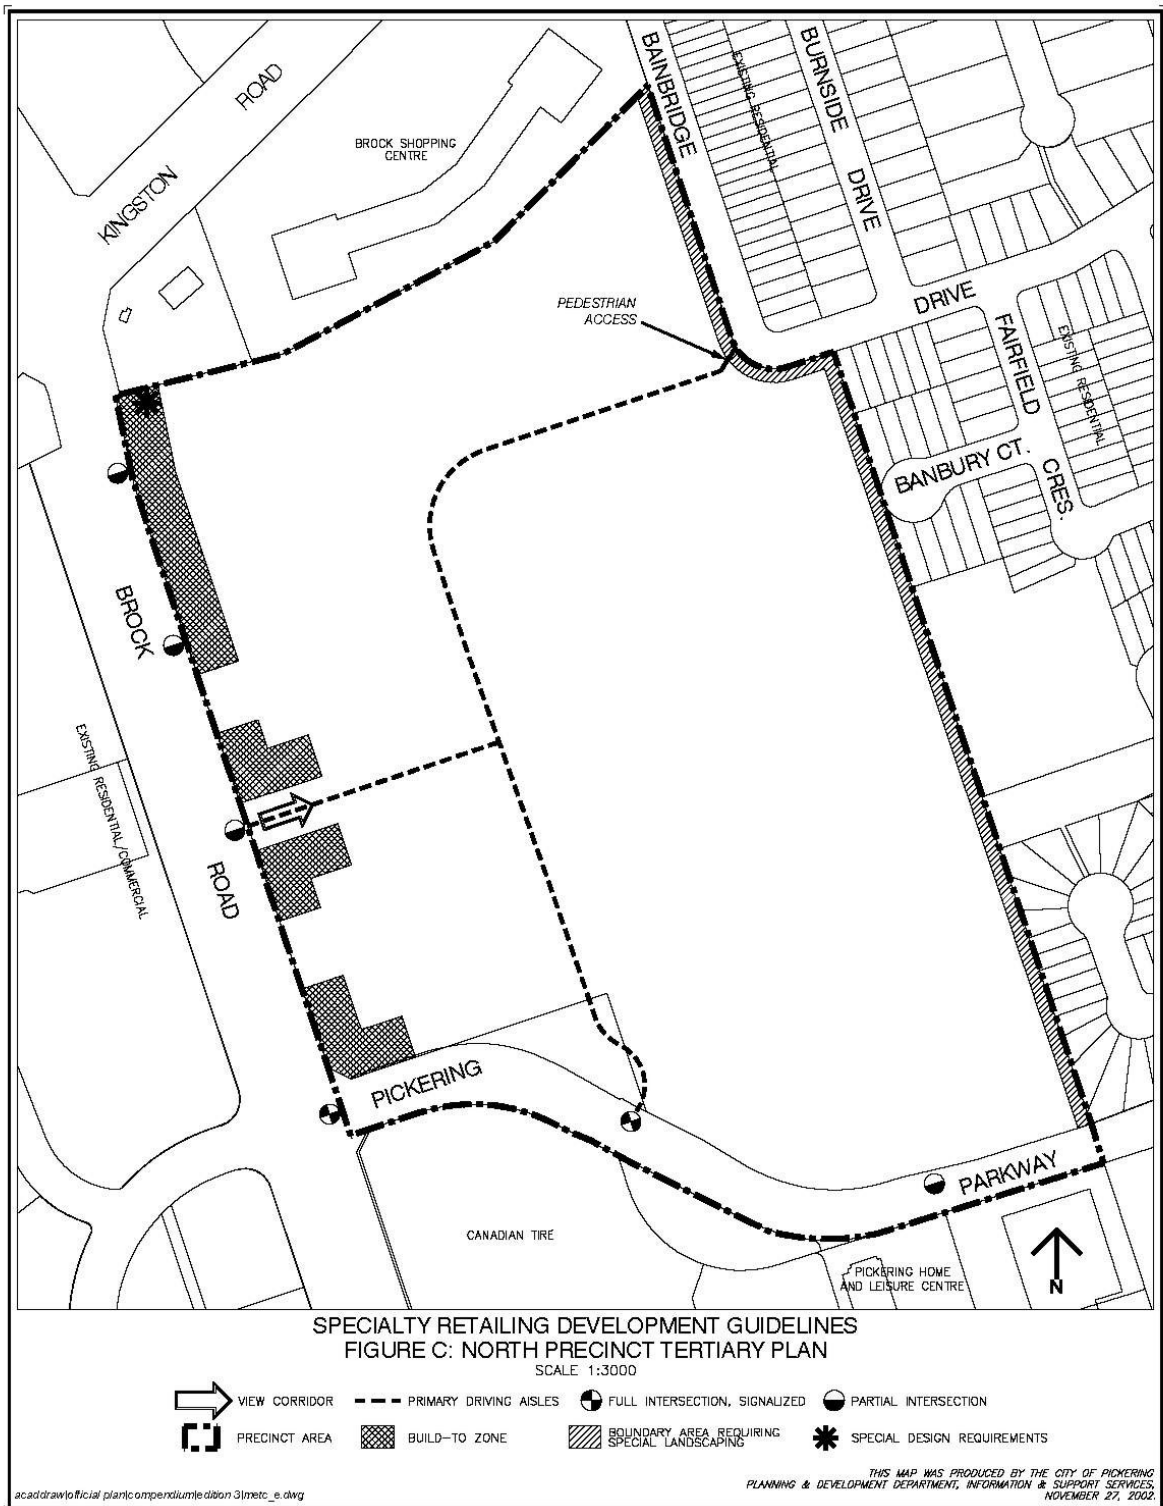 BAINBRIDGE
EXISTING RESIDENTIAL
BURNSIDE
DRIVE
KINGSTON
ROAD
BROCK SHOPPING
CENTRE
PEDESTRIAN
ACCESS
DRIVE
FAIRFIELD
CRES.
EXISTING RESIDENTIAL
BANBURY CT.
BROCK
ROAD
EXISTING RESIDENTIAL/COMMERCIAL
PICKERING
PARKWAY
CANADIAN TIRE
PICKERING HOME
AND LEISURE CENTRE
N
SPECIALTY RETAILING DEVELOPMENT GUIDELINES
FIGURE C: NORTH PRECINCT TERTIARY PLAN
SCALE 1:3000
VIEW CORRIDOR
PRIMARY DRIVING AISLES
FULL INTERSECTION, SIGNALIZED
PARTIAL INTERSECTION
PRECINCT AREA
BUILD-TO ZONE
BOUNDARY AREA REQUIRING
SPECIAL LANDSCAPING
SPECIAL DESIGN REQUIREMENTS
THIS MAP WAS PRODUCED BY THE CITY OF PICKERING
PLANNING & DEVELOPMENT DEPARTMENT, INFORMATION & SUPPORT SERVICES,
NOVEMBER 27, 2002.
acaddraw\official plan\compendium\edition 3\metc_e.dwg